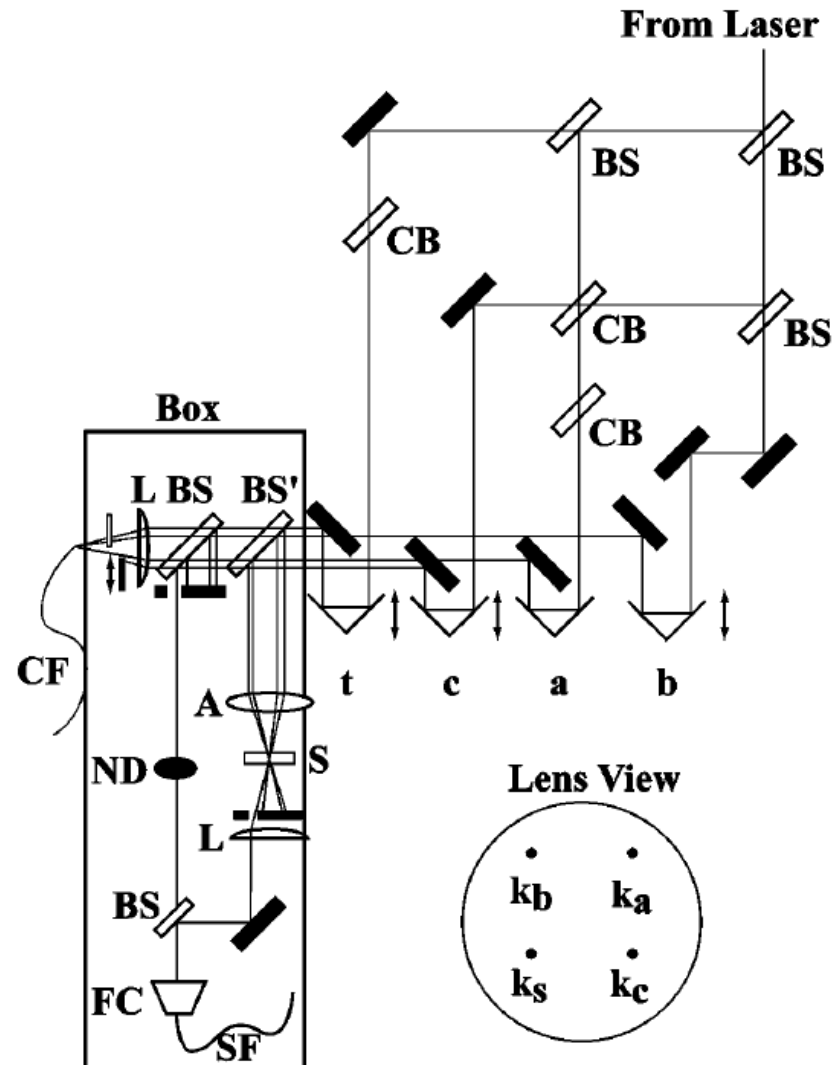 From Laser
BS
BS
CB
CB
BS
CB
Box
L BS BS'
CF
A
t c a b
ND
S
Lens View
L
kb ka
BS
ks kc
FC
SF